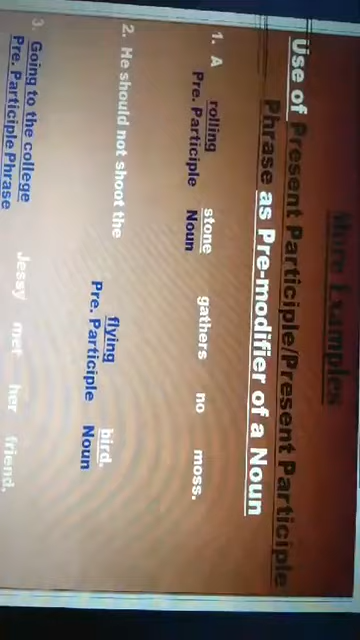 More Examples
Use of Present Participle/Present Participle
Phrase as Pre-modifier of a Noun
1. A rolling stone gathers no moss.
Pre. Participle Noun
2. He should not shoot the flying bird.
Pre. Participle Noun
3. Going to the college Jessy met her friend.
Pre. Participle Phrase